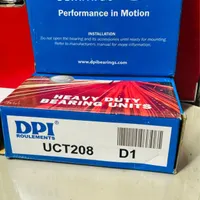 Performance in Motion
INSTALLATION
Do not open the bearing and its accessories until ready for mounting.
Refer to manufacturer's manual for more information.
www.dpibearings.com
HEAVY DUTY
BEARING UNITS
DPI
ROULEMENTS
UCT208 D1